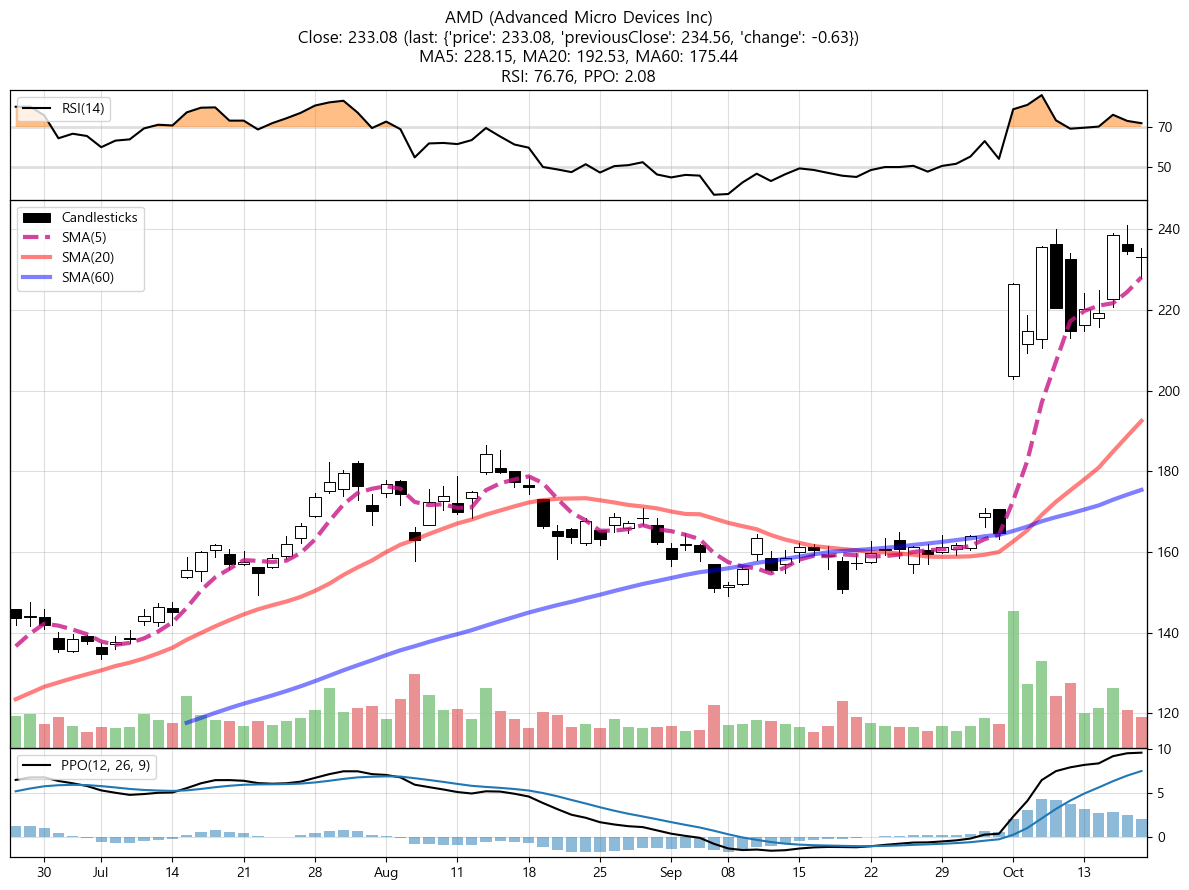 AMD (Advanced Micro Devices Inc)
Close: 233.08 (last: {'price': 233.08, 'previousClose': 234.56, 'change': -0.63})
MA5: 228.15, MA20: 192.53, MA60: 175.44
RSI: 76.76, PPO: 2.08
RSI(14)
70
50
Candlesticks
SMA(5)
SMA(20)
SMA(60)
240
220
200
180
160
140
120
PPO(12, 26, 9)
10
5
0
30 Jul 14 21 28 Aug 11 18 25 Sep 08 15 22 29 Oct 13